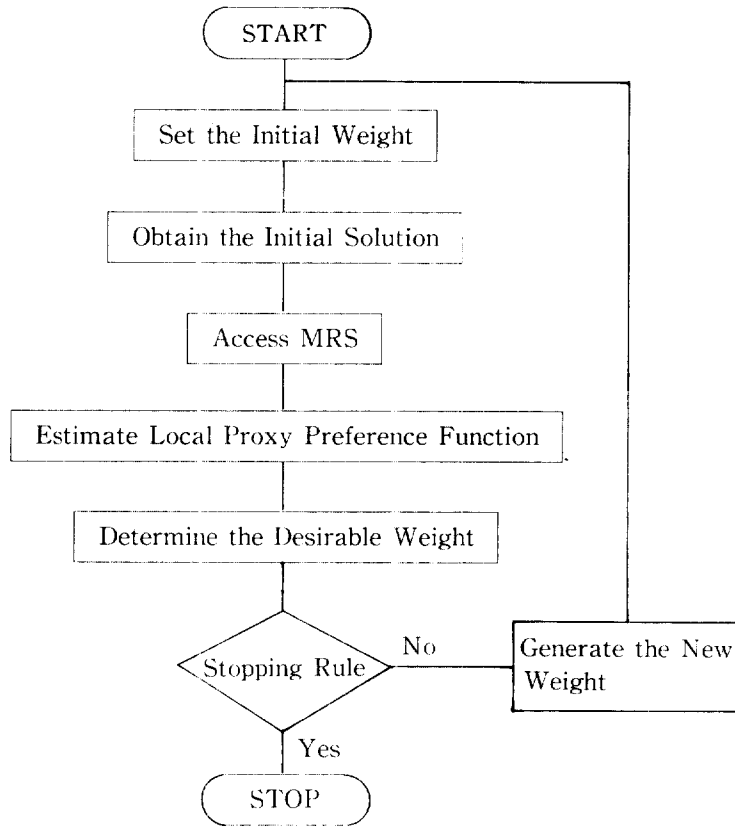 START
Set the Initial Weight
Obtain the Initial Solution
Access MRS
Estimate Local Proxy Preference Function
Determine the Desirable Weight
Stopping Rule
No
Generate the New
Weight
Yes
STOP